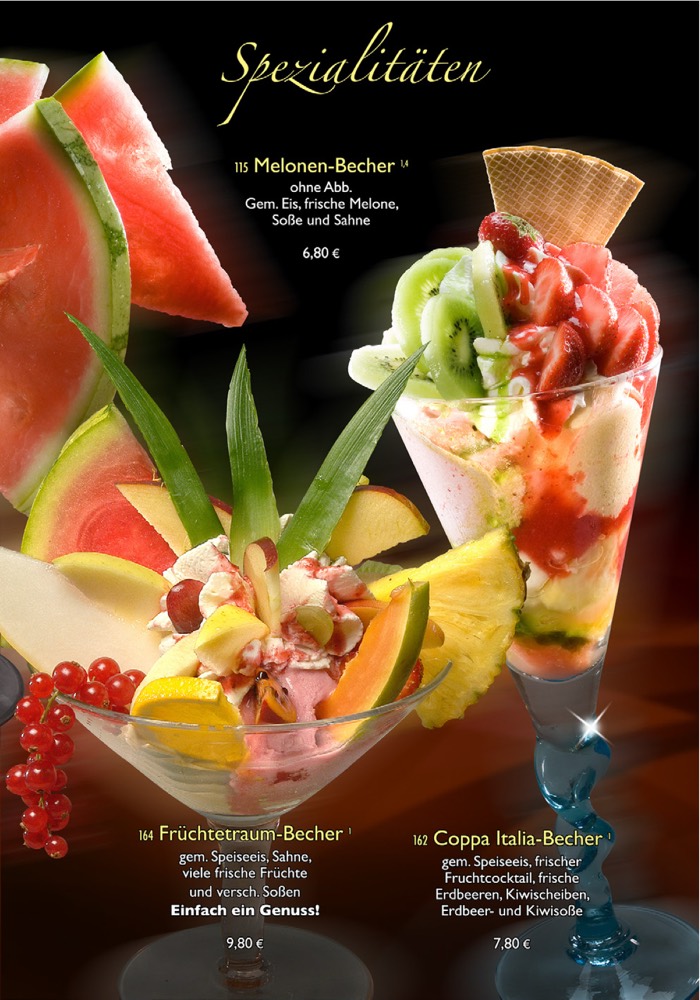 Spezialitäten
115 Melonen-Becher 1,4
ohne Abb.
Gem. Eis, frische Melone,
Soße und Sahne
6,80 €
164 Früchtetraum-Becher 1
gem. Speiseeis, Sahne,
viele frische Früchte
und versch. Soßen
Einfach ein Genuss!
9,80 €
162 Coppa Italia-Becher 1
gem. Speiseeis, frischer
Fruchtcocktail, frische
Erdbeeren, Kiwischeiben,
Erdbeer- und Kiwisoße
7,80 €